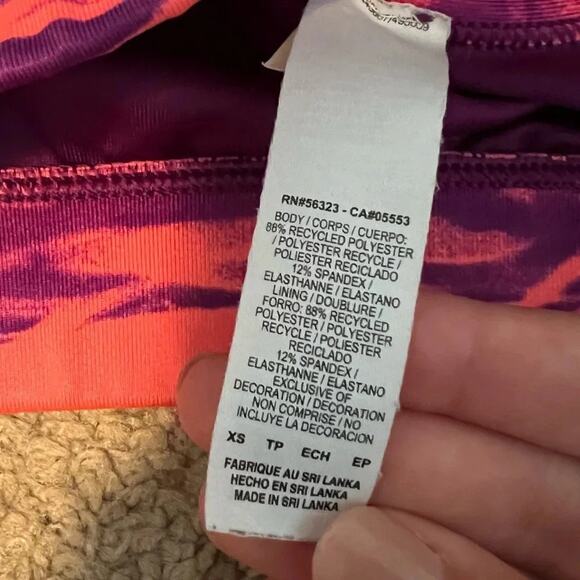 RN#56323 - CA#05553
BODY / CORPS / CUERPO:
88% RECYCLED POLYESTER
/ POLYESTER RECYCLE /
POLIESTER RECICLADO
12% SPANDEX /
ELASTHANNE / ELASTANO
LINING / DOUBLURE /
FORRO: 88% RECYCLED
POLYESTER / POLYESTER
RECYCLE / POLIESTER
RECICLADO
12% SPANDEX /
ELASTHANNE / ELASTANO
EXCLUSIVE OF
DECORATION / DECORATION
NON COMPRISE / NO
INCLUYE LA DECORACION
XS TP ECH EP
FABRIQUE AU SRI LANKA
HECHO EN SRI LANKA
MADE IN SRI LANKA